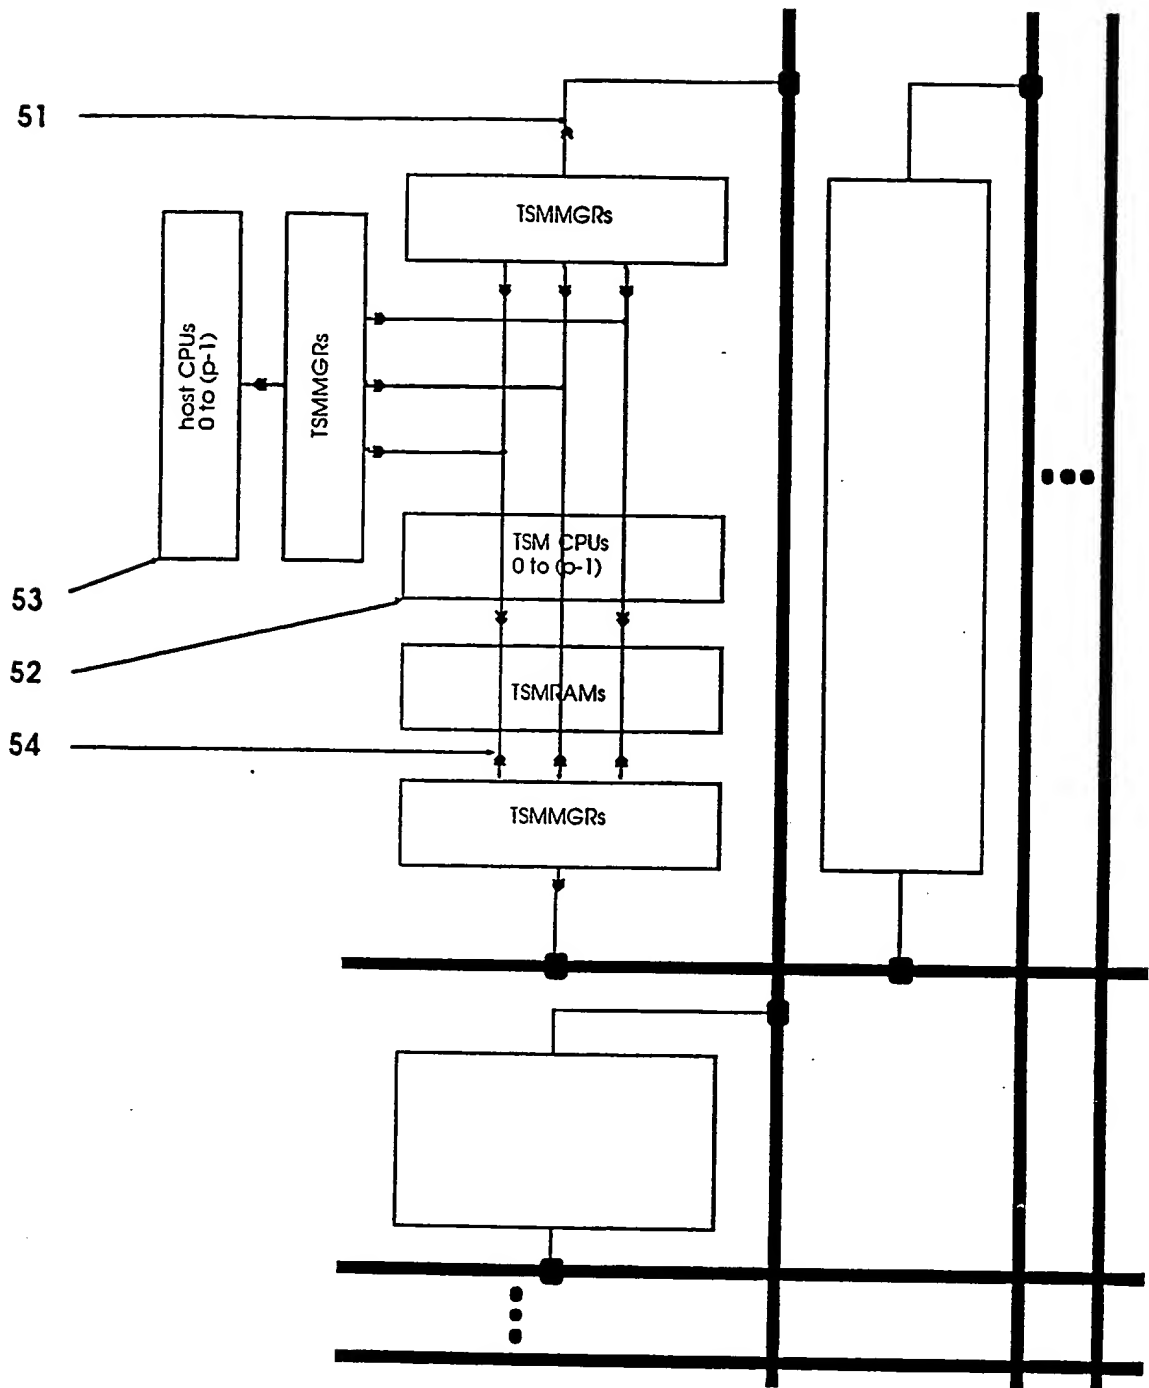 51
TSMMGRs
host CPUs
0 to (p-1)
TSMMGRs
TSM CPUs
0 to (p-1)
53
52
TSMRAMs
54
TSMMGRs